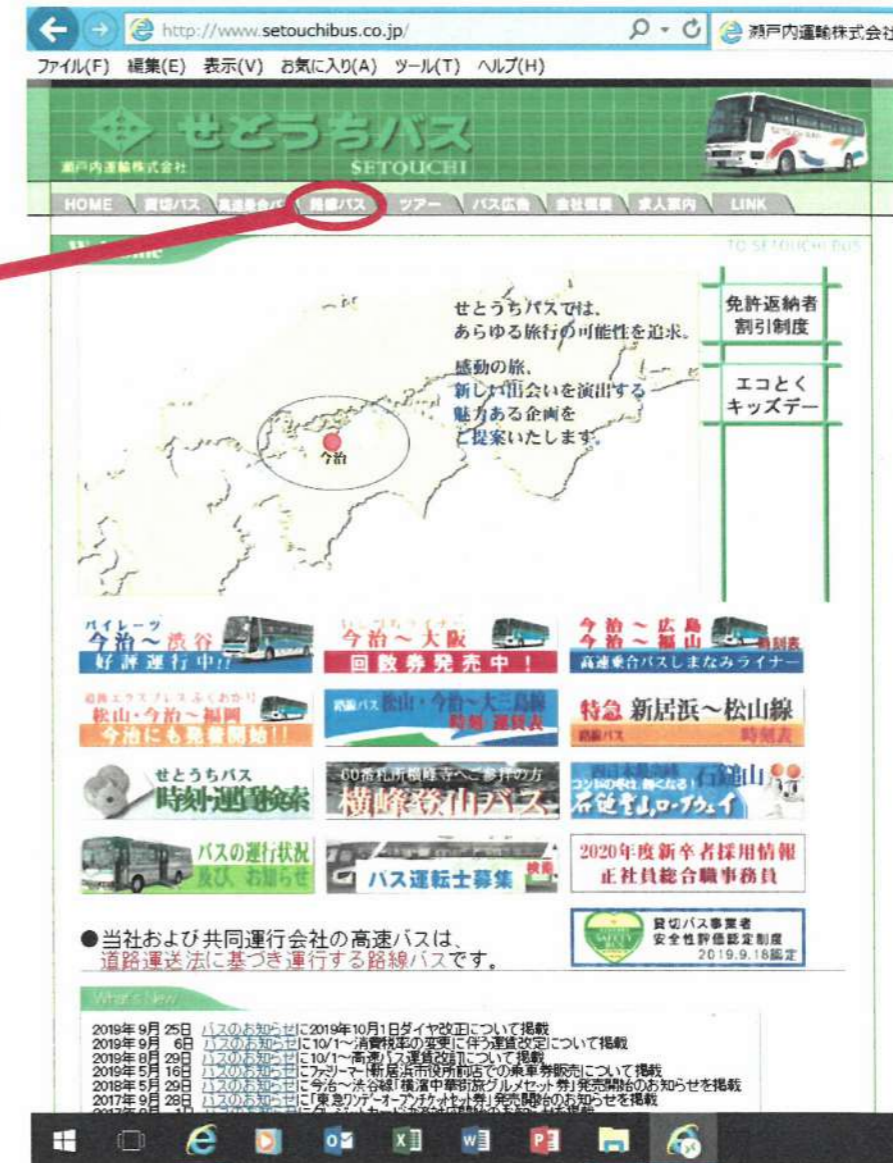 http://www.setouchibus.co.jp/
瀬戸内運輸株式会社
ファイル(F) 編集(E) 表示(V) お気に入り(A) ツール(T) ヘルプ(H)
せとうちバス
瀬戸内運輸株式会社
SETOUCHI
HOME 貸切バス 高速乗合バス 路線バス ツアー バス広告 会社概要 求人案内 LINK
TO SETOUCHI BUS
せとうちバスでは、
あらゆる旅行の可能性を追求。
感動の旅、
新しい出会いを演出する
魅力ある企画を
ご提案いたします。
今治
免許返納者
割引制度
エコとく
キッズデー
パイレーツ
今治～渋谷
好評運行中!!
今治～大阪
回数券発売中!
今治～広島
今治～福山
時刻表
高速乗合バスしまなみライナー
松山・今治～福岡
今治にも発着開始!!
路線バス 松山・今治～大三島線
時刻 運賃表
特急 新居浜～松山線
路線バス 時刻表
せとうちバス
時刻・運賃検索
60番札所横峰寺へご参拝の方
横峰登山バス
石鎚山
石鎚登山ロープウェイ
バスの運行状況
及び、お知らせ
バス運転士募集
検索
2020年度新卒者採用情報
正社員総合職事務員
●当社および共同運行会社の高速バスは、
道路運送法に基づき運行する路線バスです。
SAFETY BUS
貸切バス事業者
安全性評価認定制度
2019.9.18認定
What's New
2019年 9月 25日 バスのお知らせに2019年10月1日ダイヤ改正について掲載
2019年 9月 6日 バスのお知らせに10/1～消費税率の変更に伴う運賃改定について掲載
2019年 8月 29日 バスのお知らせに10/1～高速バス運賃改訂について掲載
2019年 5月 16日 バスのお知らせにファミリーマート新居浜市役所前店での乗車券販売について掲載
2018年 5月 29日 バスのお知らせに今治～渋谷線「横濱中華街旅グルメセット券」発売開始のお知らせを掲載
2017年 9月 28日 バスのお知らせに「東急ワンデーオープンチケットセット券」発売開始のお知らせを掲載